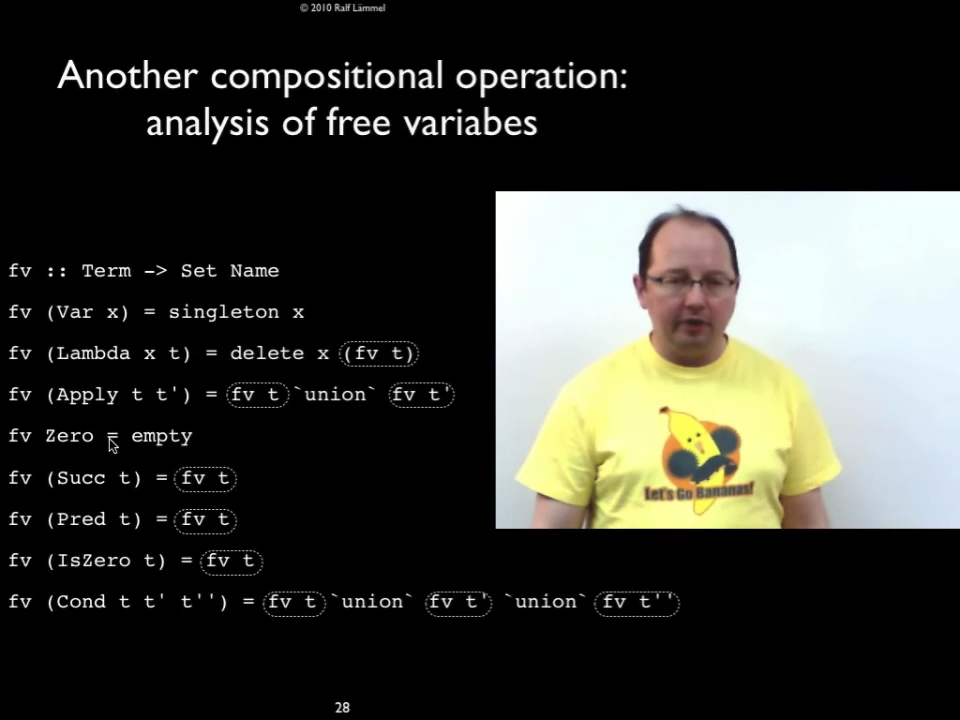 © 2010 Ralf Lämmel
Another compositional operation:
analysis of free variabes
fv :: Term -> Set Name
fv (Var x) = singleton x
fv (Lambda x t) = delete x (fv t)
fv (Apply t t') = fv t `union` fv t'
fv Zero = empty
fv (Succ t) = fv t
fv (Pred t) = fv t
fv (IsZero t) = fv t
fv (Cond t t' t'') = fv t `union` fv t' `union` fv t''
Let's Go Bananas!
28